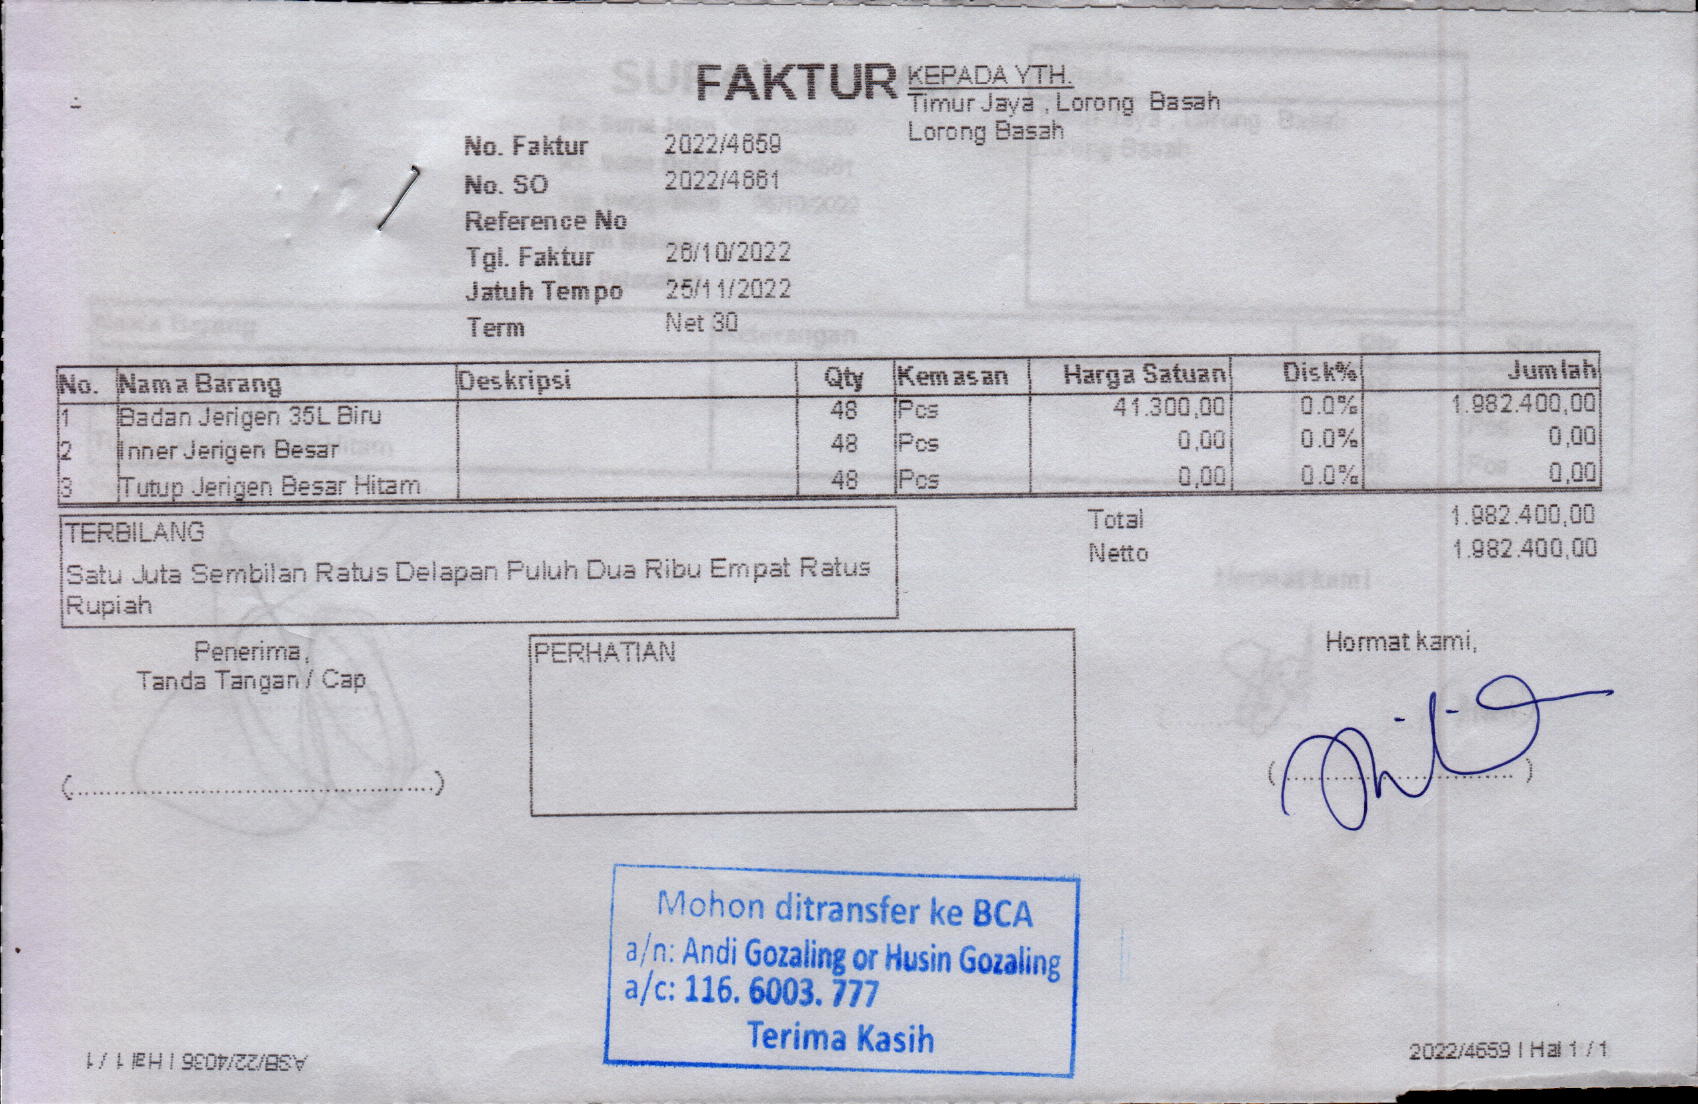 FAKTUR
KEPADA YTH.
Timur Jaya , Lorong Basah
Lorong Basah
No. Faktur 2022/4659
No. SO 2022/4661
Reference No
Tgl. Faktur 26/10/2022
Jatuh Tempo 25/11/2022
Term Net 30
No. Nama Barang Deskripsi Qty Kemasan Harga Satuan Disk% Jumlah
1 Badan Jerigen 35L Biru 48 Pcs 41.300,00 0.0% 1.982.400,00
2 Inner Jerigen Besar 48 Pcs 0,00 0.0% 0,00
3 Tutup Jerigen Besar Hitam 48 Pcs 0,00 0.0% 0,00
TERBILANG
Satu Juta Sembilan Ratus Delapan Puluh Dua Ribu Empat Ratus
Rupiah
Total 1.982.400,00
Netto 1.982.400,00
Penerima,
Tanda Tangan / Cap
(..................................................)
PERHATIAN
Hormat kami,
(..................................)
Mohon ditransfer ke BCA
a/n: Andi Gozaling or Husin Gozaling
a/c: 116. 6003. 777
Terima Kasih
ASB/22/4036 | Hal 1 / 1
2022/4659 | Hal 1 / 1